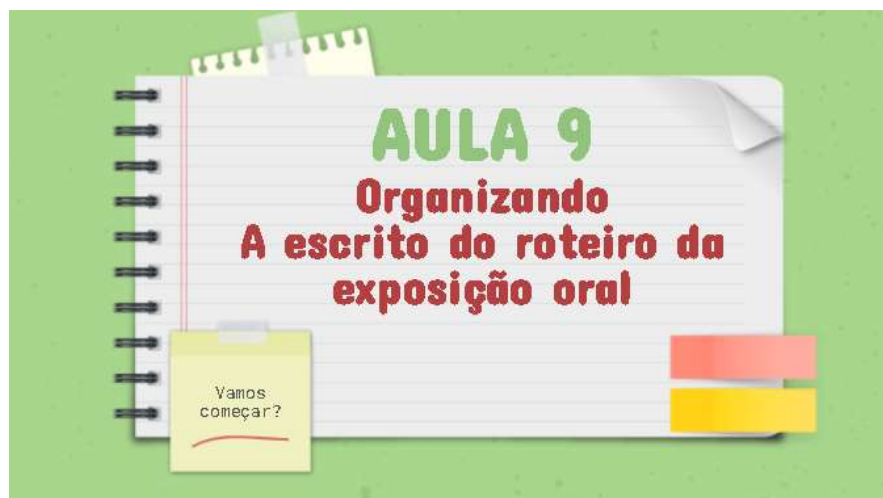 AULA 9
Organizando
A escrito do roteiro da
exposição oral
Vamos
começar?